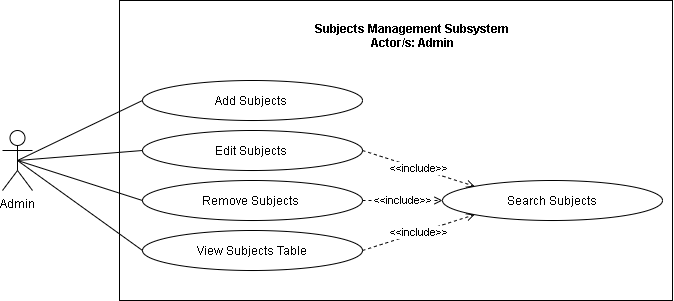 Subjects Management Subsystem
Actor/s: Admin
Add Subjects
Edit Subjects
<<include>>
Remove Subjects
<<include>>
Search Subjects
Admin
<<include>>
View Subjects Table